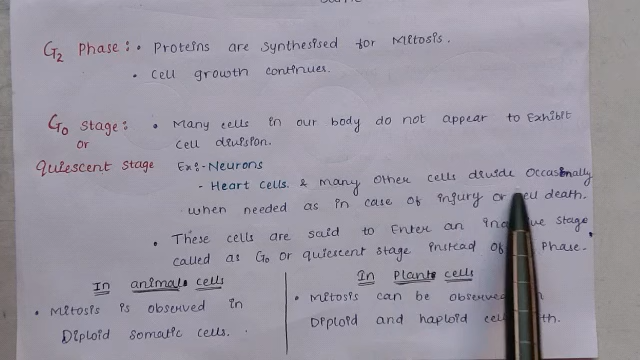 G2 Phase: • Proteins are synthesised for Mitosis.
• Cell growth continues.
G0 Stage: • Many cells in our body do not appear to Exhibit
or cell division.
Quiescent Stage Ex:- Neurons
- Heart cells & many other cells divide occasionally
when needed as in case of injury or cell death.
• These cells are said to Enter an stage
called as G0 or quiescent stage instead of Phase.
In animals cells
• Mitosis is observed in
Diploid somatic cells.
In Plants cells
• Mitosis can be observed
Diploid and haploid